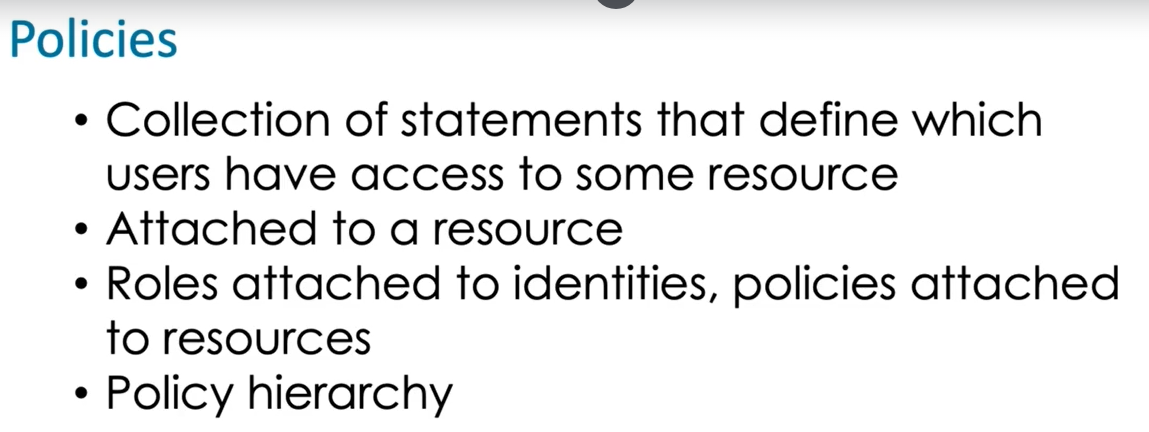 Policies
• Collection of statements that define which
users have access to some resource
• Attached to a resource
• Roles attached to identities, policies attached
to resources
• Policy hierarchy